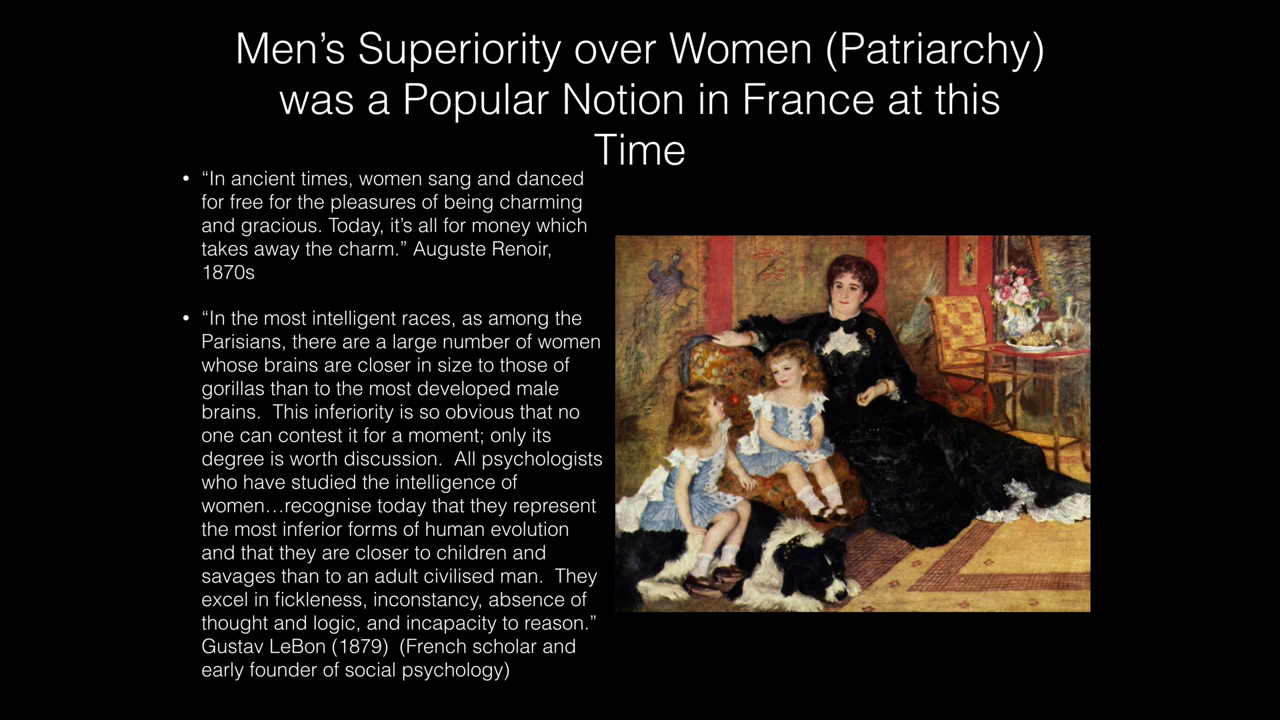 Men’s Superiority over Women (Patriarchy)
was a Popular Notion in France at this
Time
• “In ancient times, women sang and danced
for free for the pleasures of being charming
and gracious. Today, it’s all for money which
takes away the charm.” Auguste Renoir,
1870s
• “In the most intelligent races, as among the
Parisians, there are a large number of women
whose brains are closer in size to those of
gorillas than to the most developed male
brains.  This inferiority is so obvious that no
one can contest it for a moment; only its
degree is worth discussion.  All psychologists
who have studied the intelligence of
women…recognise today that they represent
the most inferior forms of human evolution
and that they are closer to children and
savages than to an adult civilised man.  They
excel in fickleness, inconstancy, absence of
thought and logic, and incapacity to reason.”
Gustav LeBon (1879)  (French scholar and
early founder of social psychology)